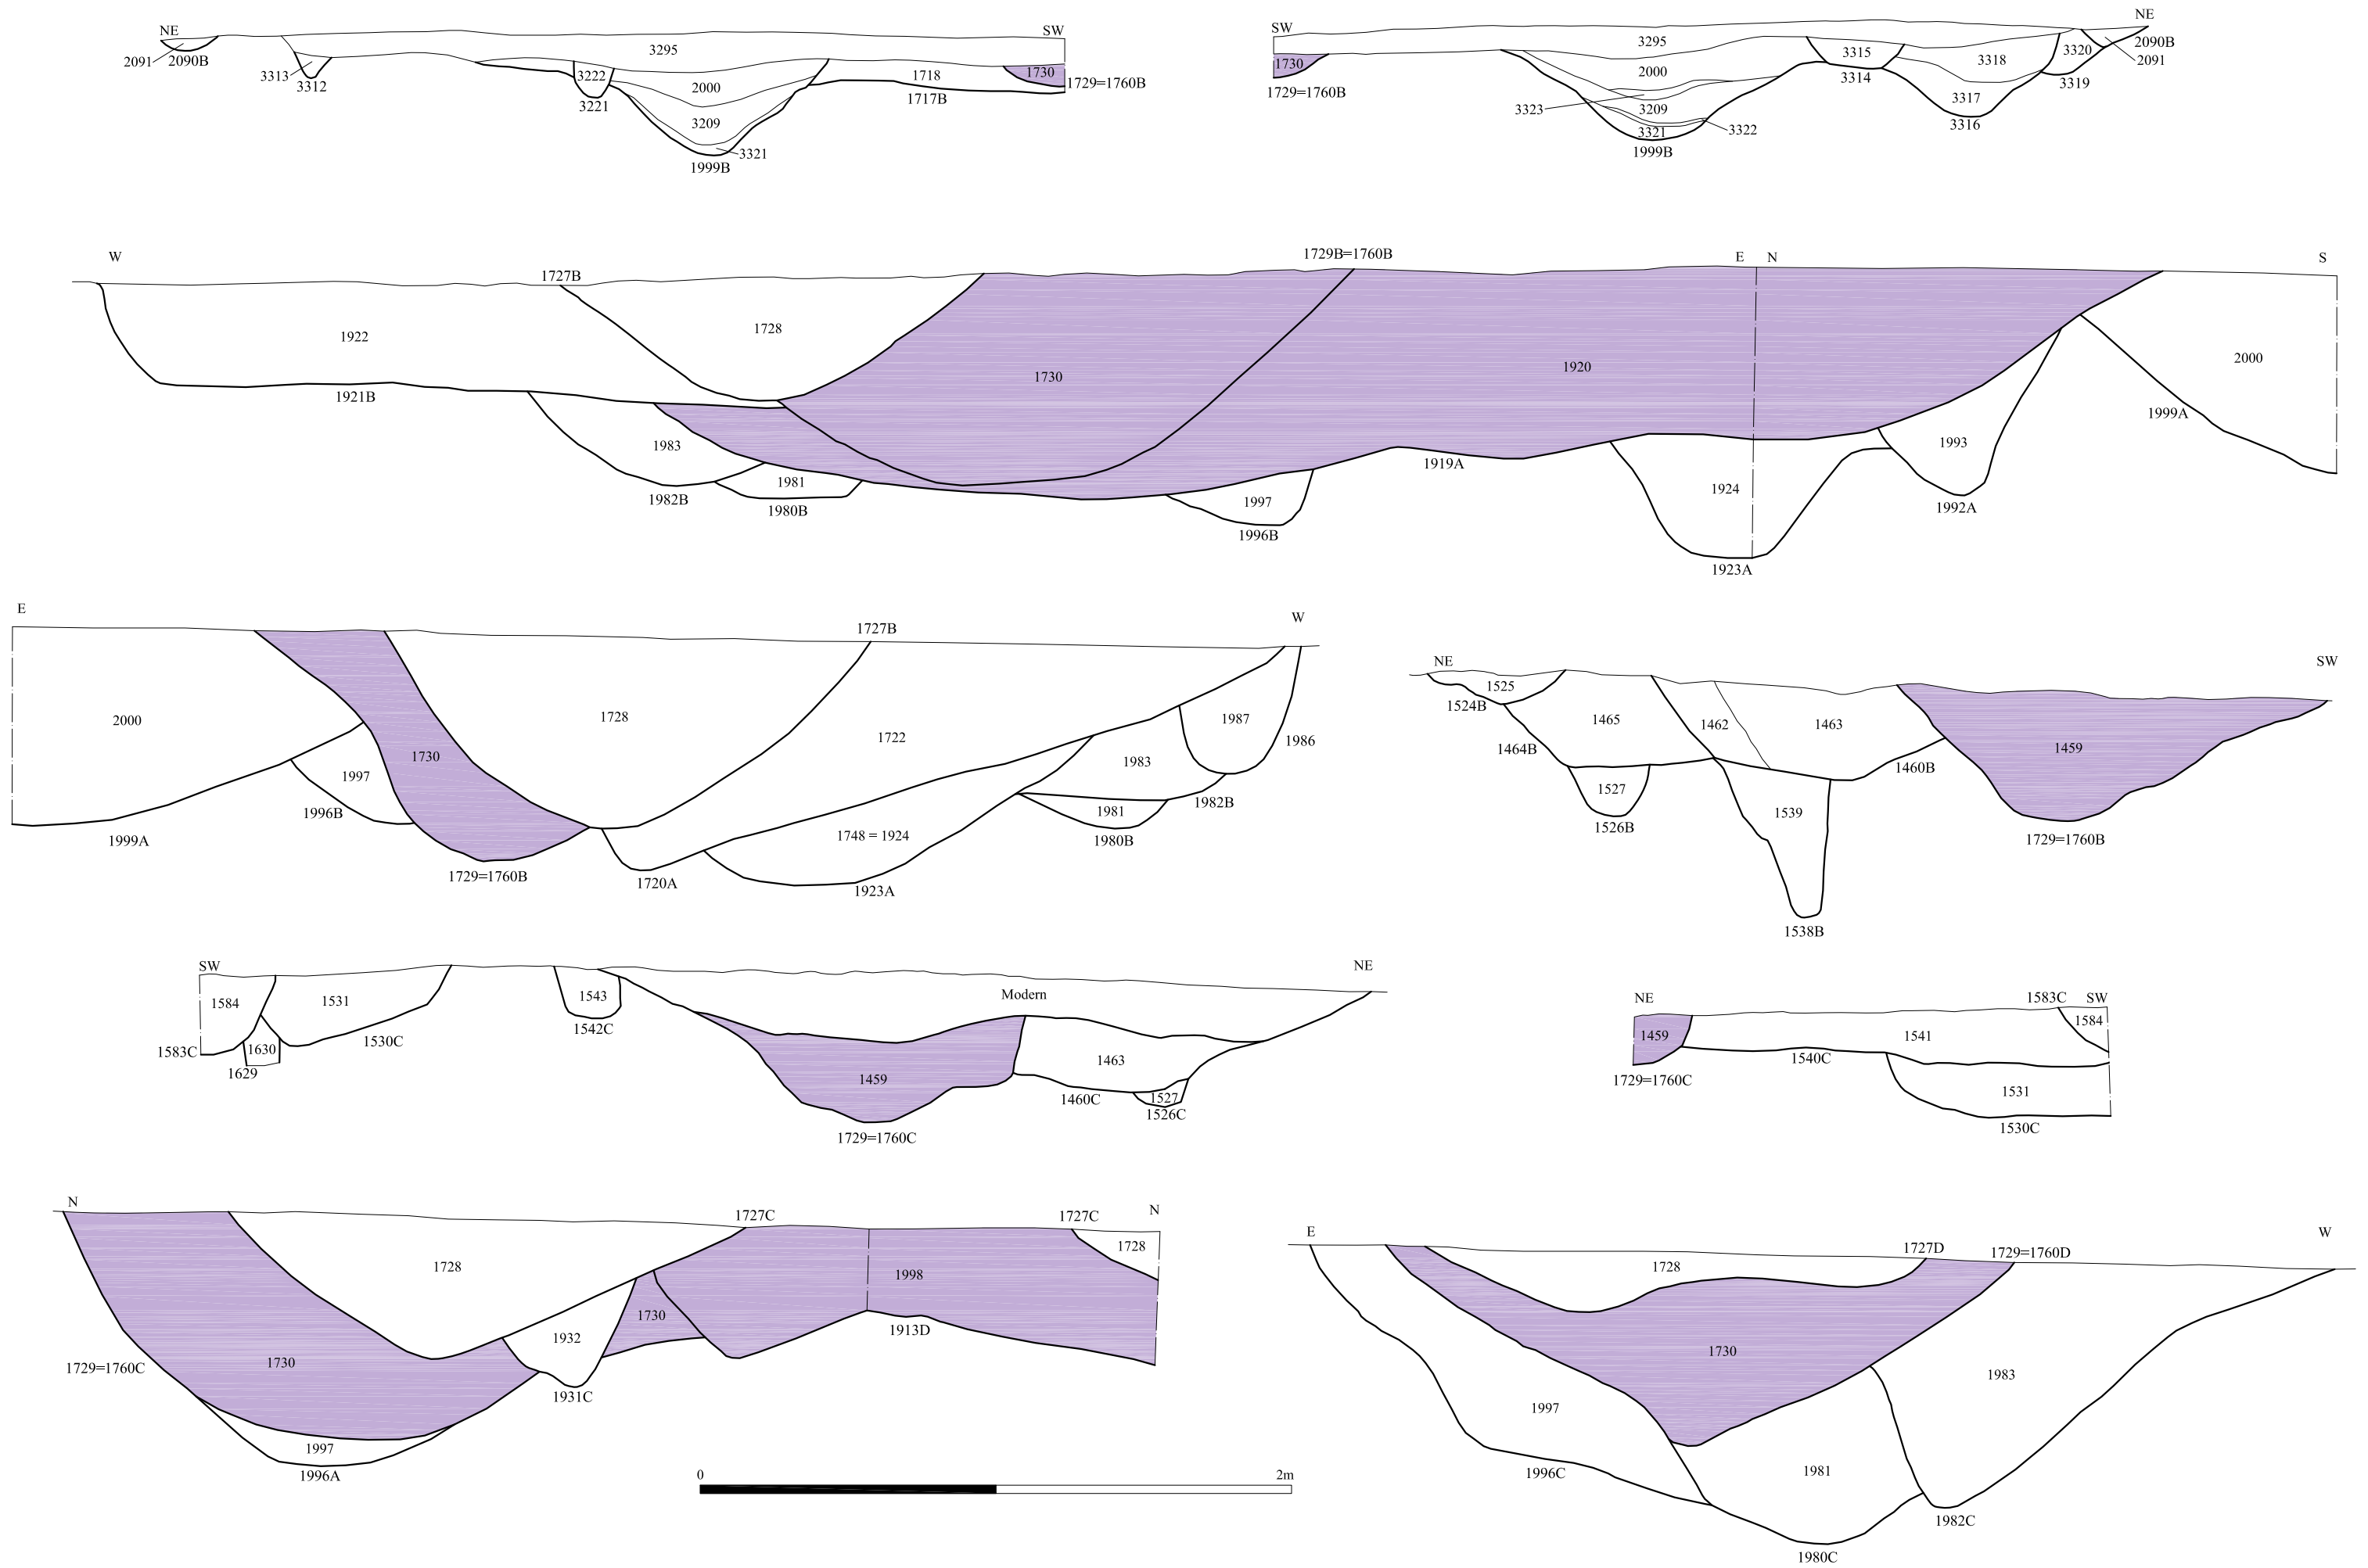 NE SW
3295
2091 2090B 3313 3312 3222 3221 2000 1718 1730 1729=1760B
1717B
3209
3321
1999B
SW NE
3295 3315 3318 3320 2090B
1730 2000 3314 2091
1729=1760B 3319
3323 3209 3317
3321 3322 3316
1999B
W 1727B 1729B=1760B E N S
1922 1728 1730 1920 2000
1921B 1999A
1983 1919A 1993
1982B 1981 1997 1924 1992A
1980B 1996B
1923A
E 1727B W
2000 1728 1722 1987
1730 1983 1986
1997 1982B
1996B 1981
1999A 1748 = 1924 1980B
1729=1760B 1720A 1923A
NE SW
1525
1524B 1465 1462 1463
1464B 1460B 1459
1527 1539
1526B 1729=1760B
1538B
SW NE
1584 1531 1543 Modern
1542C
1583C 1630 1530C 1463
1629 1459 1460C 1527
1526C
1729=1760C
NE 1583C SW
1459 1541 1584
1540C
1729=1760C
1531
1530C
N 1727C 1727C N
1728 1998 1728
1932 1730 1913D
1729=1760C 1730
1931C
1997
1996A
E 1727D 1729=1760D W
1728
1730 1983
1997
1996C 1981
1982C
1980C
0 2m